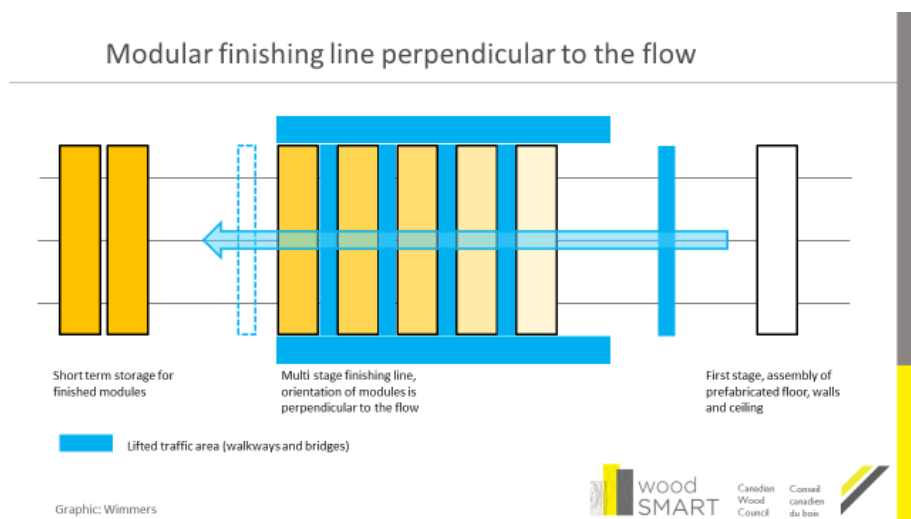 Modular finishing line perpendicular to the flow
Short term storage for
finished modules
Multi stage finishing line,
orientation of modules is
perpendicular to the flow
First stage, assembly of
prefabricated floor, walls
and ceiling
Lifted traffic area (walkways and bridges)
Graphic: Wimmers
wood
SMART
Canadian
Wood
Council
Conseil
canadien
du bois